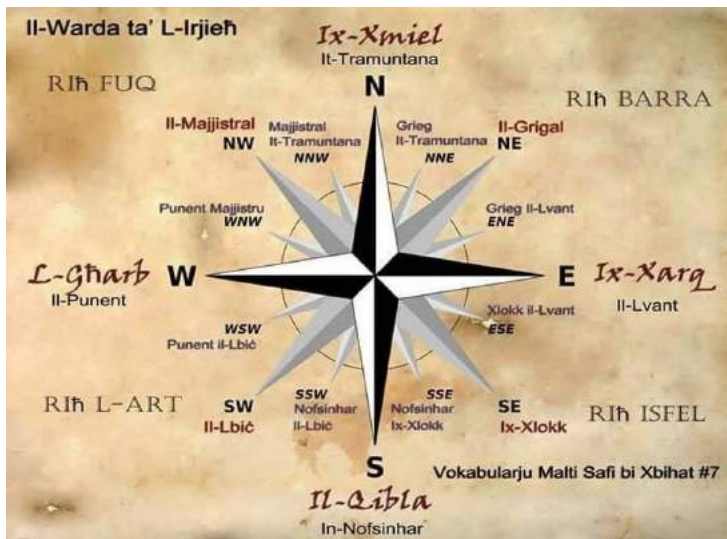 Il-Warda ta' L-Irjieħ
Ix-Xmiel
It-Tramuntana
N
RIħ FUQ
RIħ BARRA
Il-Majjistral
NW
Majjistral
It-Tramuntana
NNW
Grieg
It-Tramuntana
NNE
Il-Grigal
NE
Punent Majjistru
WNW
Grieg Il-Lvant
ENE
L-Għarb
Il-Punent
W
E
Ix-Xarq
Il-Lvant
WSW
Punent il-Lbiċ
Xlokk il-Lvant
ESE
RIħ L-ART
SW
Il-Lbiċ
SSW
Nofsinhar
Il-Lbiċ
SSE
Nofsinhar
Ix-Xlokk
SE
Ix-Xlokk
RIħ ISFEL
S
Il-Qibla
In-Nofsinhar
Vokabularju Malti Safi bi Xbihat #7